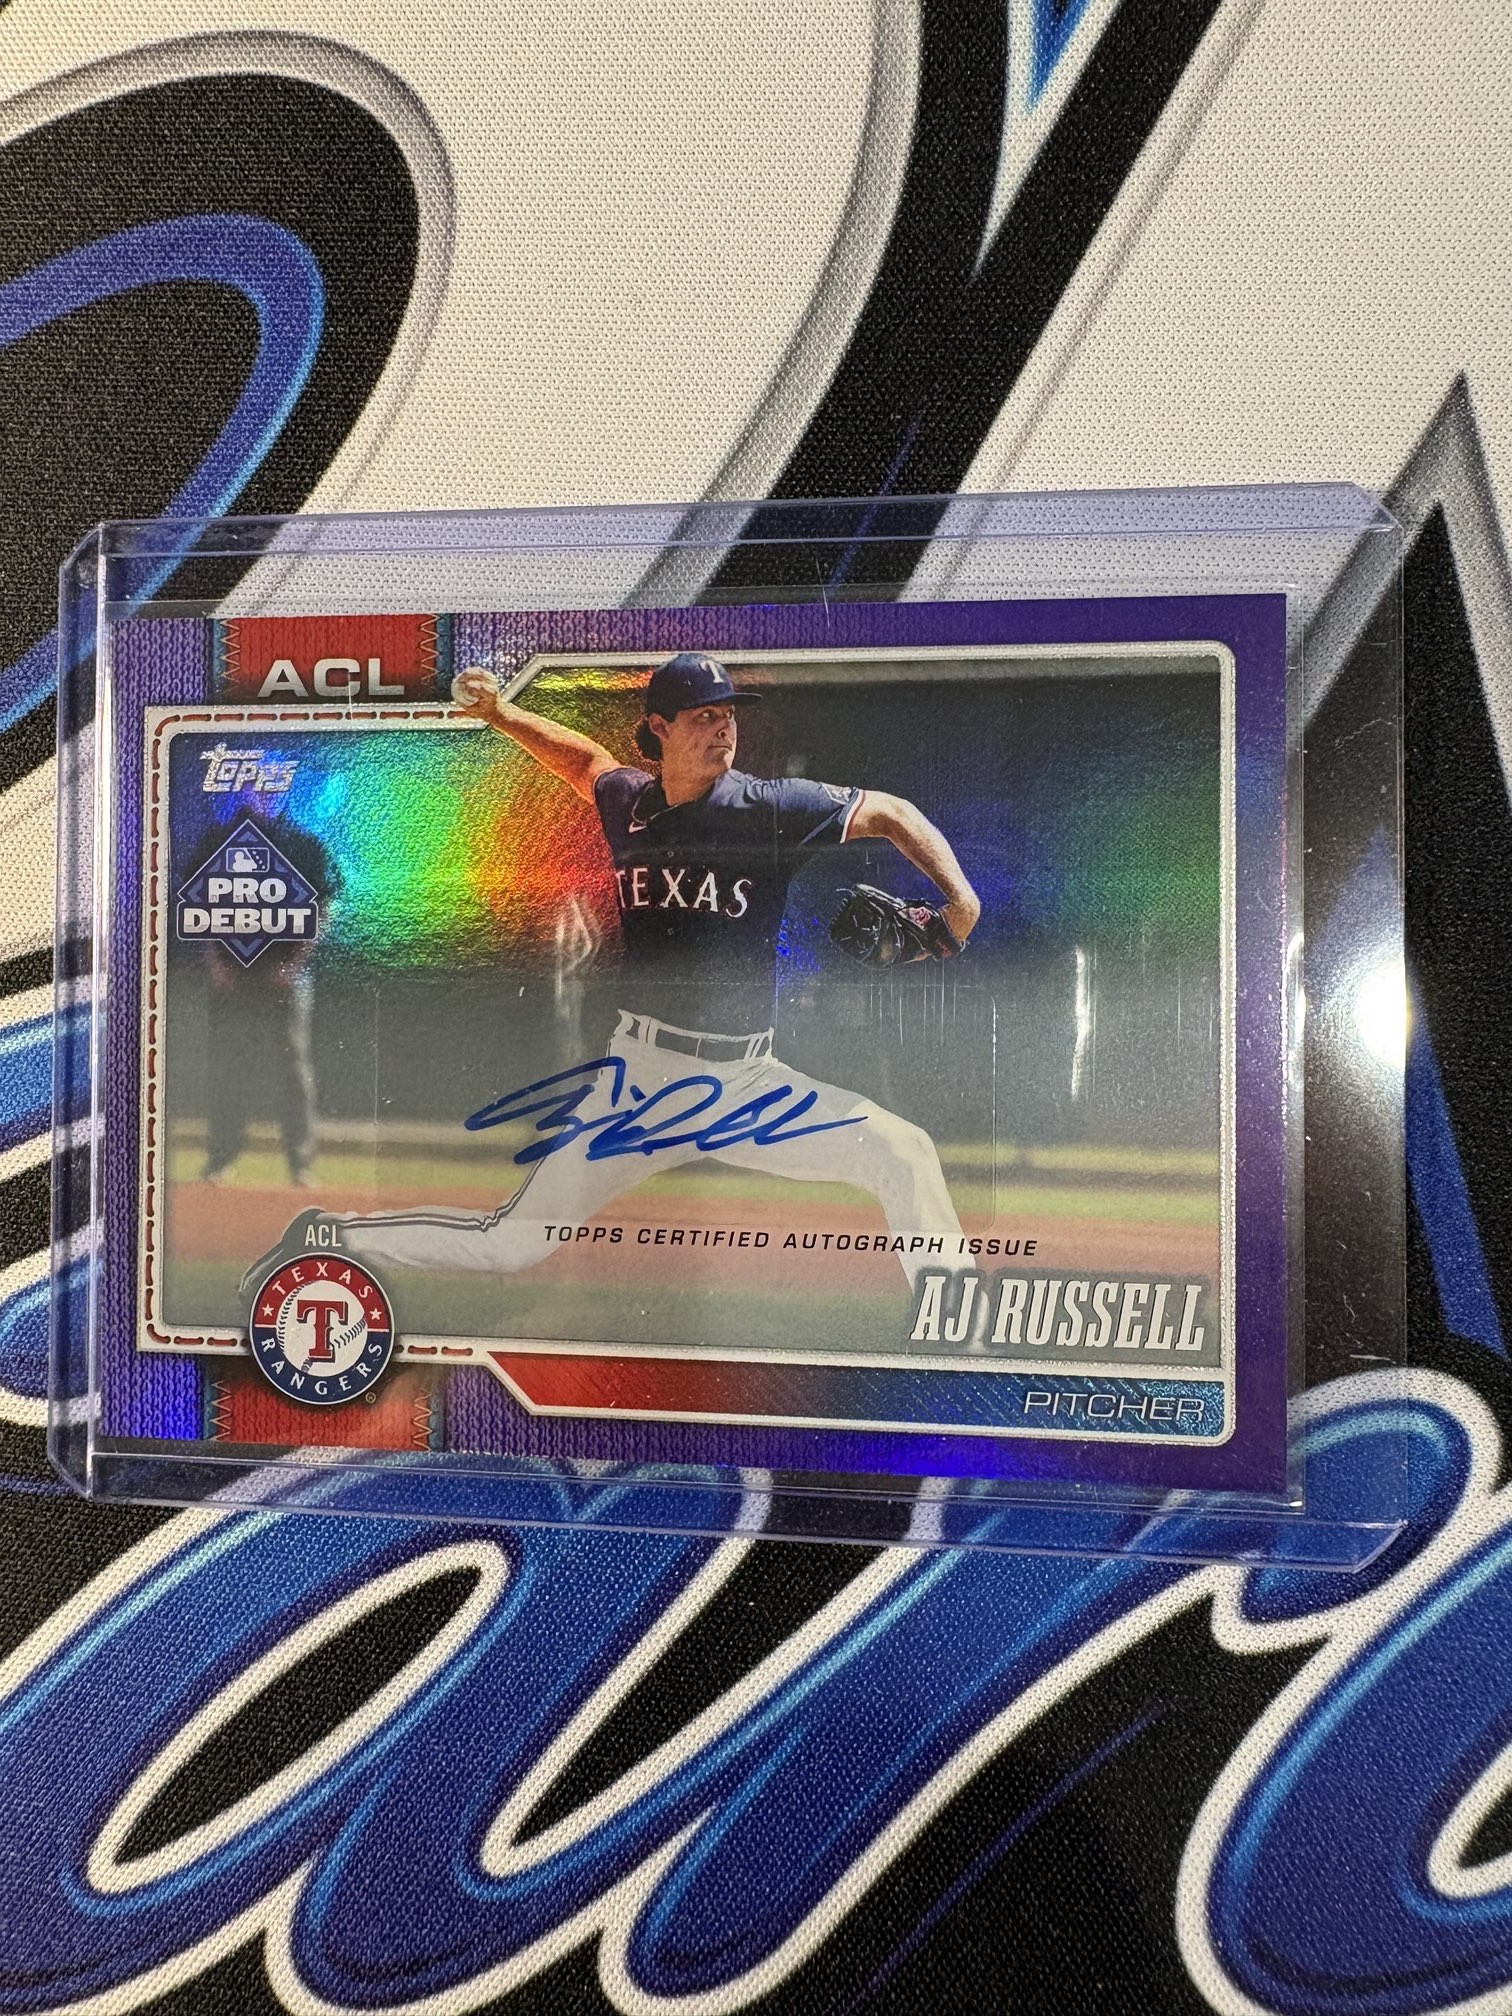 ACL
TOPPS
PRO
DEBUT
T
TEXAS
TOPPS CERTIFIED AUTOGRAPH ISSUE
ACL
TEXAS
T
RANGERS
®
AJ RUSSELL
PITCHER